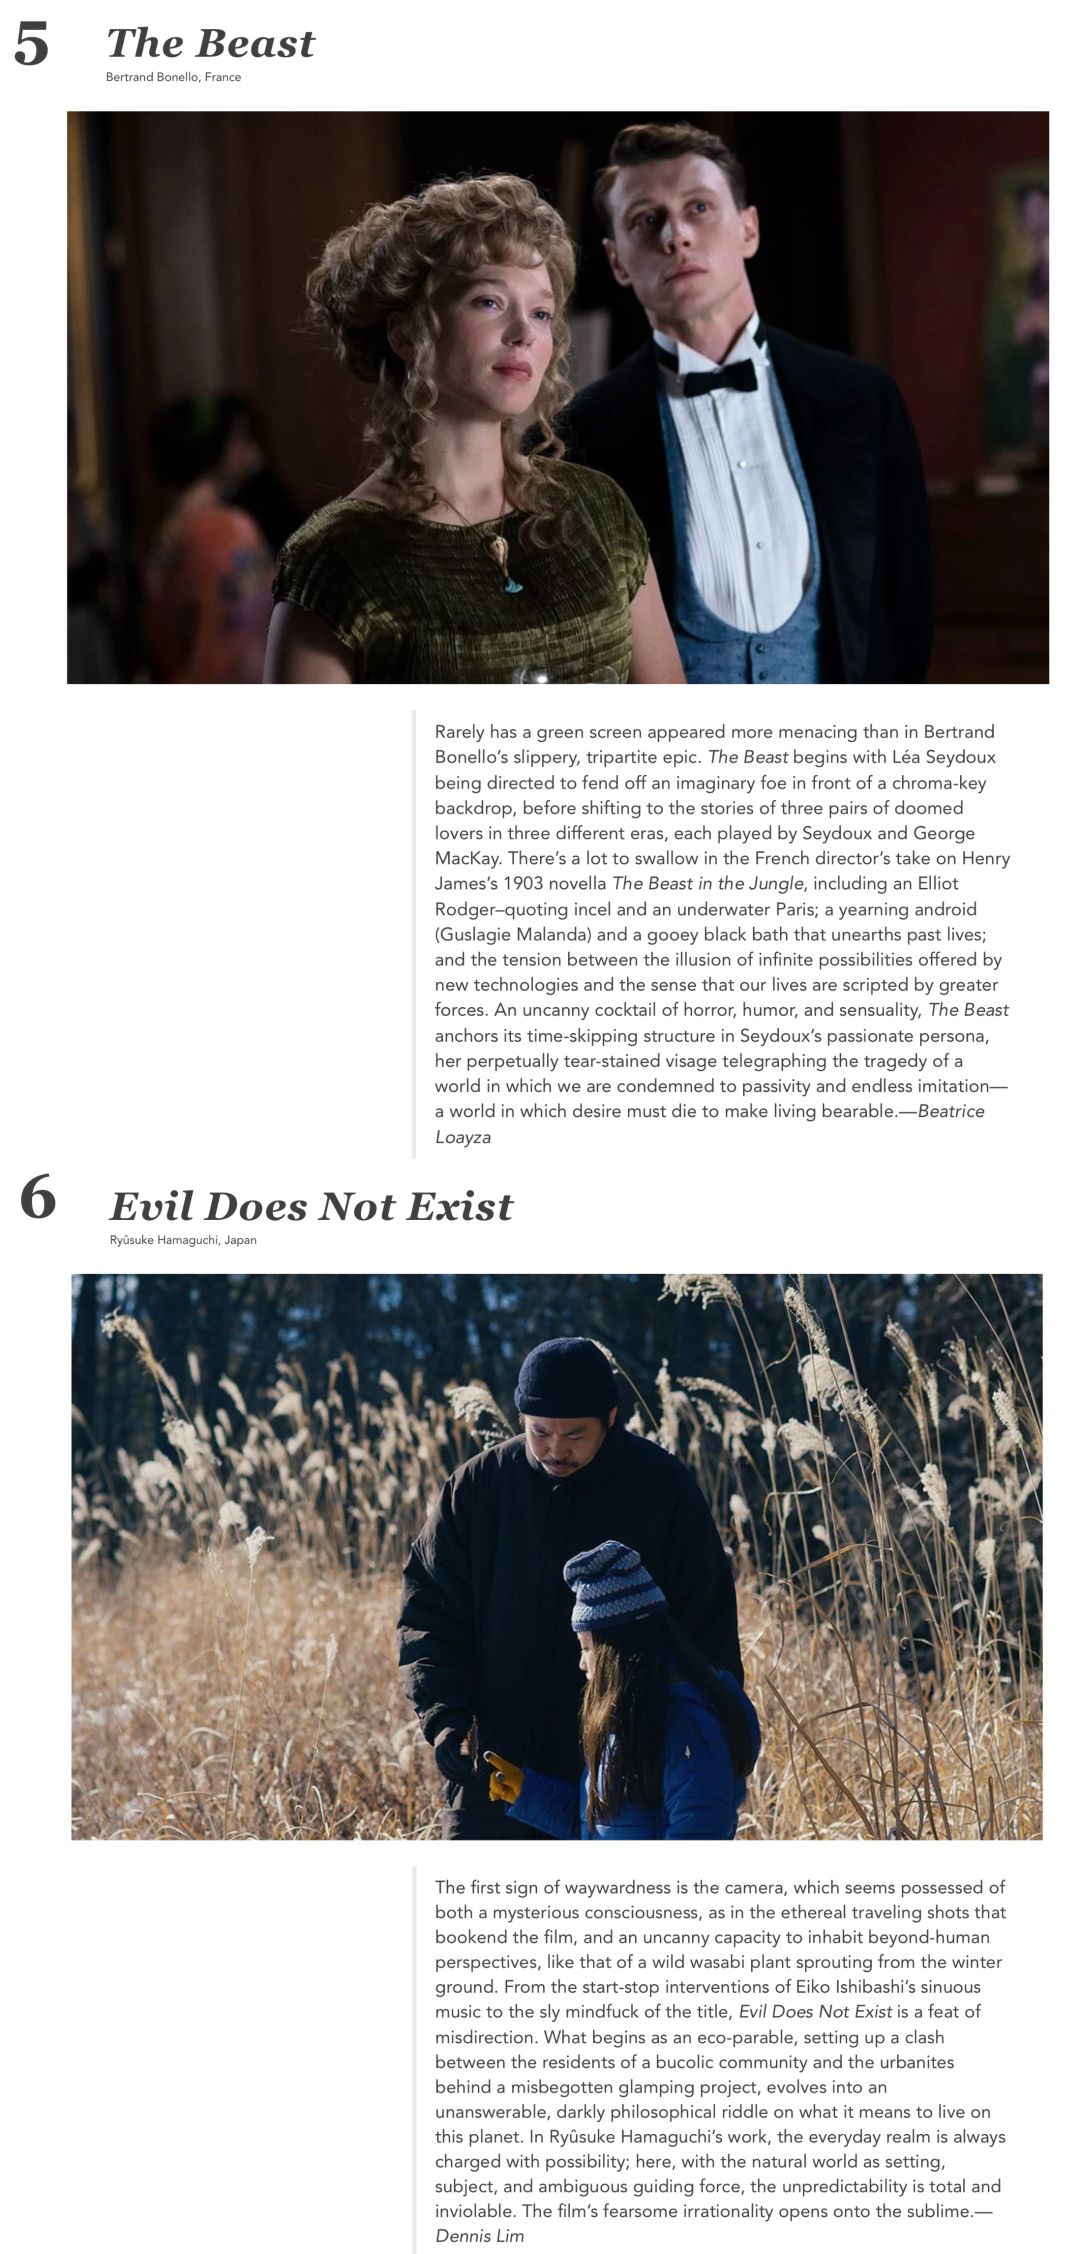 5
The Beast
Bertrand Bonello, France
Rarely has a green screen appeared more menacing than in Bertrand
Bonello’s slippery, tripartite epic. The Beast begins with Léa Seydoux
being directed to fend off an imaginary foe in front of a chroma-key
backdrop, before shifting to the stories of three pairs of doomed
lovers in three different eras, each played by Seydoux and George
MacKay. There’s a lot to swallow in the French director’s take on Henry
James’s 1903 novella The Beast in the Jungle, including an Elliot
Rodger–quoting incel and an underwater Paris; a yearning android
(Guslagie Malanda) and a gooey black bath that unearths past lives;
and the tension between the illusion of infinite possibilities offered by
new technologies and the sense that our lives are scripted by greater
forces. An uncanny cocktail of horror, humor, and sensuality, The Beast
anchors its time-skipping structure in Seydoux’s passionate persona,
her perpetually tear-stained visage telegraphing the tragedy of a
world in which we are condemned to passivity and endless imitation—
a world in which desire must die to make living bearable.—Beatrice
Loayza
6
Evil Does Not Exist
Ryûsuke Hamaguchi, Japan
The first sign of waywardness is the camera, which seems possessed of
both a mysterious consciousness, as in the ethereal traveling shots that
bookend the film, and an uncanny capacity to inhabit beyond-human
perspectives, like that of a wild wasabi plant sprouting from the winter
ground. From the start-stop interventions of Eiko Ishibashi’s sinuous
music to the sly mindfuck of the title, Evil Does Not Exist is a feat of
misdirection. What begins as an eco-parable, setting up a clash
between the residents of a bucolic community and the urbanites
behind a misbegotten glamping project, evolves into an
unanswerable, darkly philosophical riddle on what it means to live on
this planet. In Ryûsuke Hamaguchi’s work, the everyday realm is always
charged with possibility; here, with the natural world as setting,
subject, and ambiguous guiding force, the unpredictability is total and
inviolable. The film’s fearsome irrationality opens onto the sublime.—
Dennis Lim